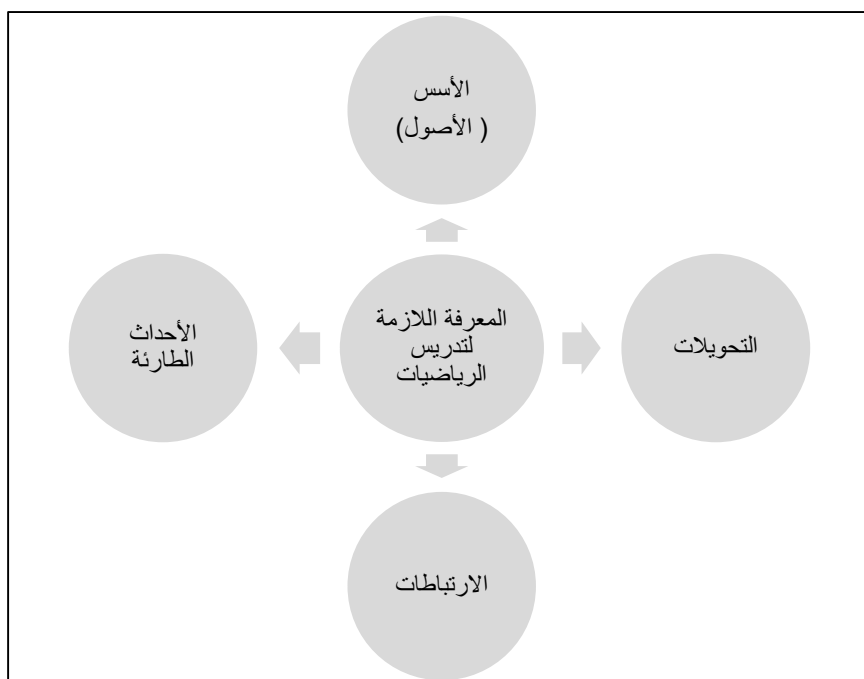 الأسس
( الأصول)
المعرفة اللازمة
لتدريس
الرياضيات
التحويلات
الأحداث
الطارئة
الارتباطات